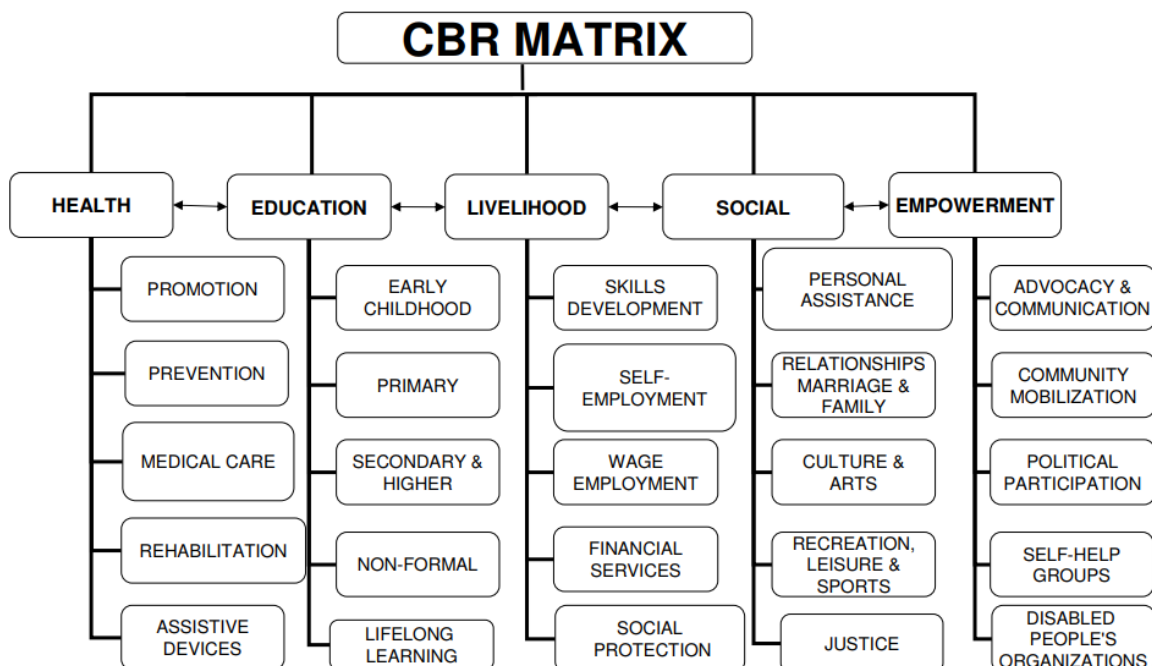 CBR MATRIX
HEALTH
EDUCATION
LIVELIHOOD
SOCIAL
EMPOWERMENT
PROMOTION
PREVENTION
MEDICAL CARE
REHABILITATION
ASSISTIVE
DEVICES
EARLY
CHILDHOOD
PRIMARY
SECONDARY &
HIGHER
NON-FORMAL
LIFELONG
LEARNING
SKILLS
DEVELOPMENT
SELF-
EMPLOYMENT
WAGE
EMPLOYMENT
FINANCIAL
SERVICES
SOCIAL
PROTECTION
PERSONAL
ASSISTANCE
RELATIONSHIPS
MARRIAGE &
FAMILY
CULTURE &
ARTS
RECREATION,
LEISURE &
SPORTS
JUSTICE
ADVOCACY &
COMMUNICATION
COMMUNITY
MOBILIZATION
POLITICAL
PARTICIPATION
SELF-HELP
GROUPS
DISABLED
PEOPLE'S
ORGANIZATIONS